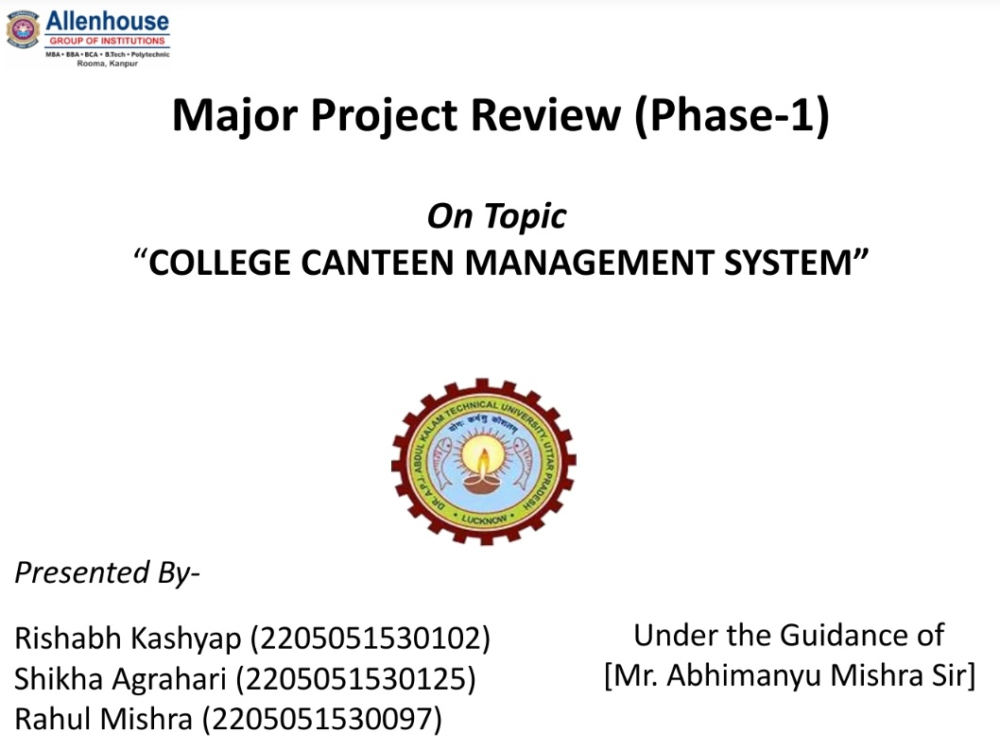 Allenhouse
GROUP OF INSTITUTIONS
MBA • BBA • BCA • B.Tech • Polytechnic
Rooma, Kanpur
Major Project Review (Phase-1)
On Topic
“COLLEGE CANTEEN MANAGEMENT SYSTEM”
DR. A.P.J. ABDUL KALAM TECHNICAL UNIVERSITY, UTTAR PRADESH
योगः कर्मसु कौशलम्
• LUCKNOW •
Presented By-
Rishabh Kashyap (2205051530102)
Shikha Agrahari (2205051530125)
Rahul Mishra (2205051530097)
Under the Guidance of
[Mr. Abhimanyu Mishra Sir]